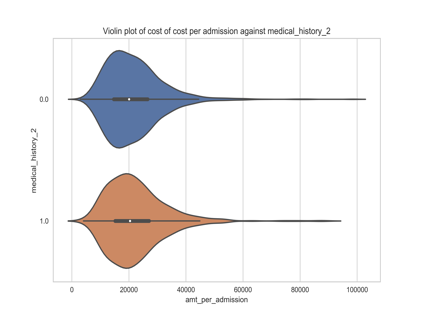 Violin plot of cost of cost per admission against medical_history_2
0.0
medical_history_2
1.0
0 20000 40000 60000 80000 100000
amt_per_admission